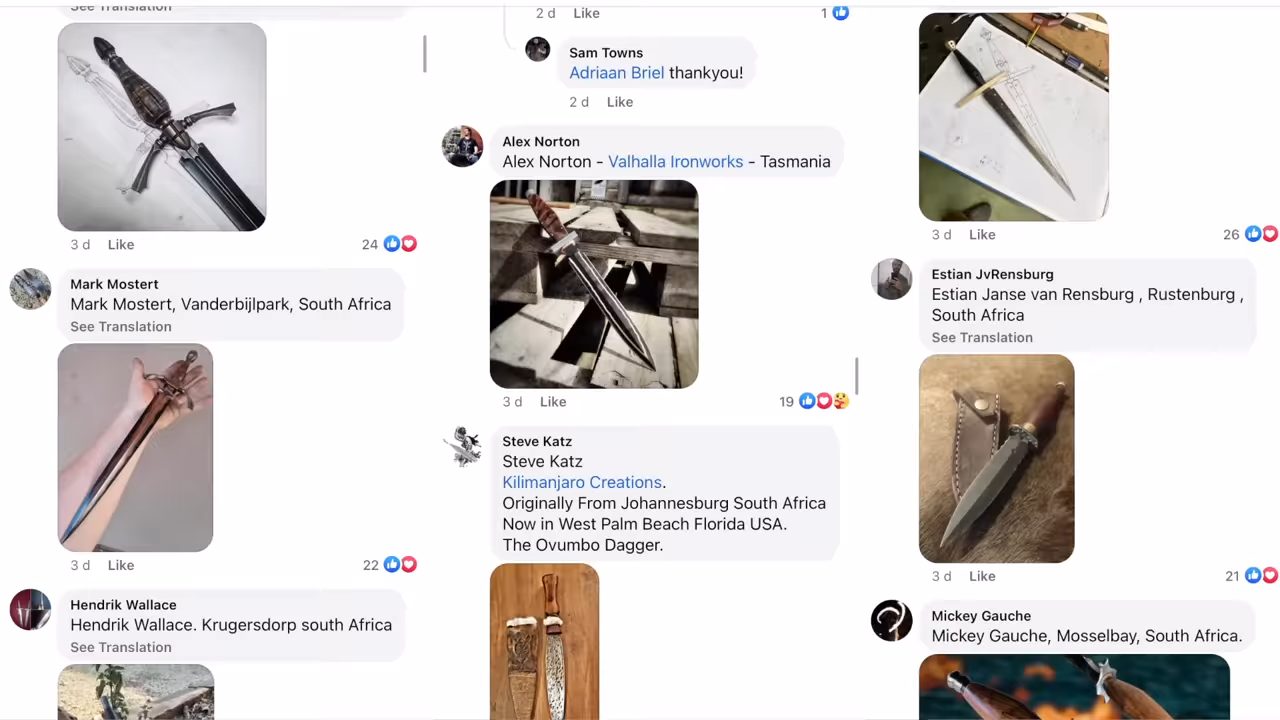 See Translation
3 d Like 24
Mark Mostert
Mark Mostert, Vanderbijlpark, South Africa
See Translation
3 d Like 22
Hendrik Wallace
Hendrik Wallace. Krugersdorp south Africa
See Translation
2 d Like 1
Sam Towns
Adriaan Briel thankyou!
2 d Like
Alex Norton
Alex Norton - Valhalla Ironworks - Tasmania
3 d Like 19
Steve Katz
Steve Katz
Kilimanjaro Creations.
Originally From Johannesburg South Africa
Now in West Palm Beach Florida USA.
The Ovumbo Dagger.
3 d Like 26
Estian JvRensburg
Estian Janse van Rensburg , Rustenburg ,
South Africa
See Translation
3 d Like 21
Mickey Gauche
Mickey Gauche, Mosselbay, South Africa.